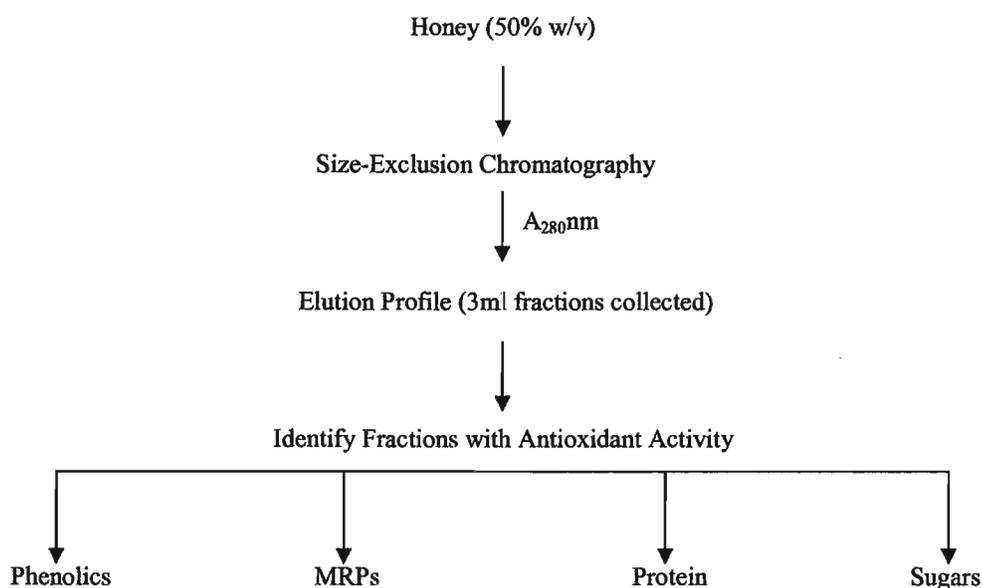 Honey (50% w/v)
Size-Exclusion Chromatography
A₂₈₀nm
Elution Profile (3ml fractions collected)
Identify Fractions with Antioxidant Activity
Phenolics MRPs Protein Sugars